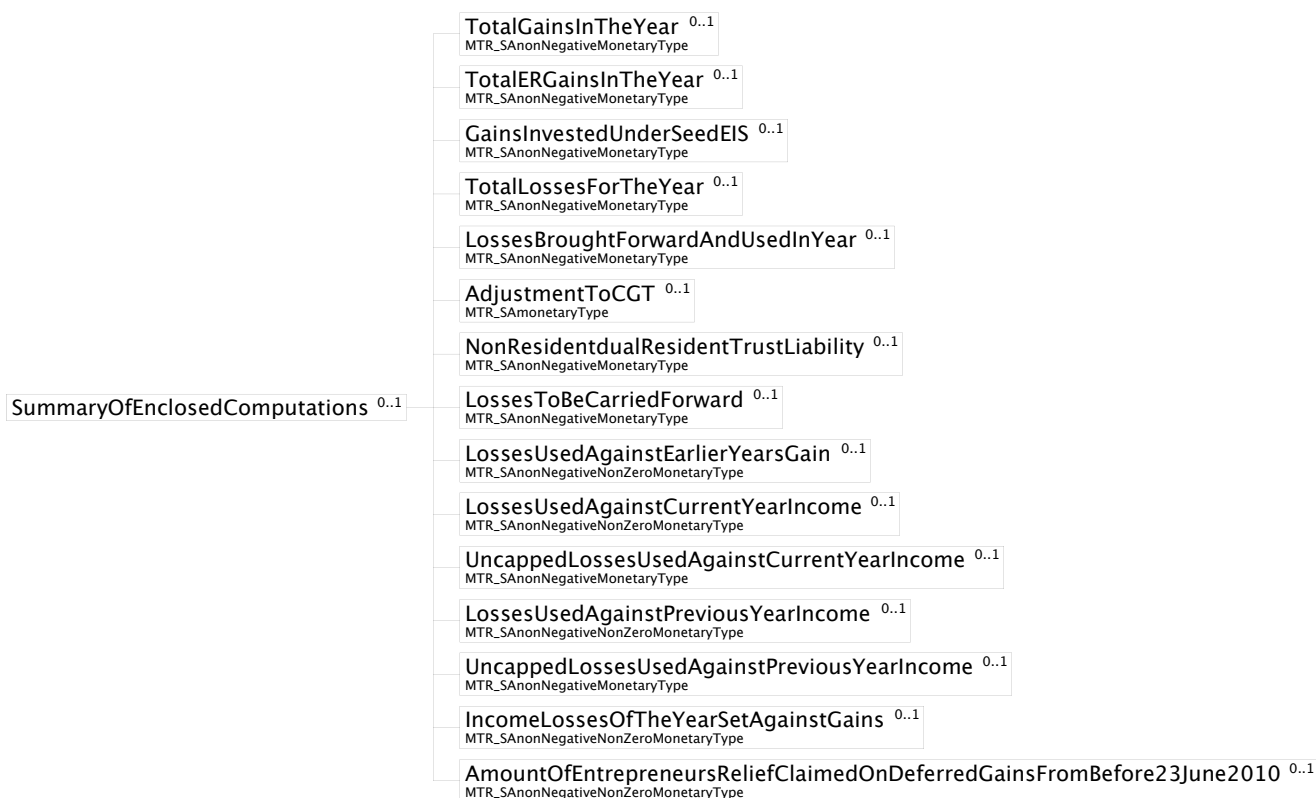 TotalGainsInTheYear 0..1
MTR_SAnonNegativeMonetaryType
TotalERGainsInTheYear 0..1
MTR_SAnonNegativeMonetaryType
GainsInvestedUnderSeedEIS 0..1
MTR_SAnonNegativeMonetaryType
TotalLossesForTheYear 0..1
MTR_SAnonNegativeMonetaryType
LossesBroughtForwardAndUsedInYear 0..1
MTR_SAnonNegativeMonetaryType
AdjustmentToCGT 0..1
MTR_SAmonetaryType
NonResidentdualResidentTrustLiability 0..1
MTR_SAnonNegativeMonetaryType
SummaryOfEnclosedComputations 0..1
LossesToBeCarriedForward 0..1
MTR_SAnonNegativeMonetaryType
LossesUsedAgainstEarlierYearsGain 0..1
MTR_SAnonNegativeNonZeroMonetaryType
LossesUsedAgainstCurrentYearIncome 0..1
MTR_SAnonNegativeNonZeroMonetaryType
UncappedLossesUsedAgainstCurrentYearIncome 0..1
MTR_SAnonNegativeMonetaryType
LossesUsedAgainstPreviousYearIncome 0..1
MTR_SAnonNegativeNonZeroMonetaryType
UncappedLossesUsedAgainstPreviousYearIncome 0..1
MTR_SAnonNegativeMonetaryType
IncomeLossesOfTheYearSetAgainstGains 0..1
MTR_SAnonNegativeNonZeroMonetaryType
AmountOfEntrepreneursReliefClaimedOnDeferredGainsFromBefore23June2010 0..1
MTR_SAnonNegativeNonZeroMonetaryType